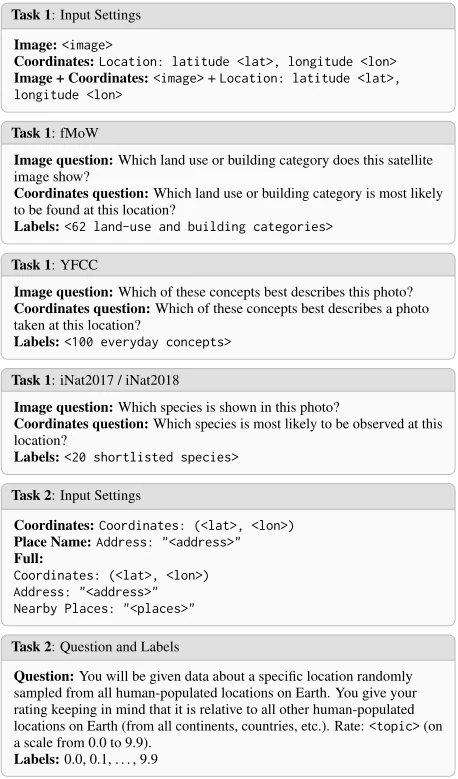 Task 1: Input Settings
Image: <image>
Coordinates: Location: latitude <lat>, longitude <lon>
Image + Coordinates: <image> + Location: latitude <lat>,
longitude <lon>
Task 1: fMoW
Image question: Which land use or building category does this satellite
image show?
Coordinates question: Which land use or building category is most likely
to be found at this location?
Labels: <62 land-use and building categories>
Task 1: YFCC
Image question: Which of these concepts best describes this photo?
Coordinates question: Which of these concepts best describes a photo
taken at this location?
Labels: <100 everyday concepts>
Task 1: iNat2017 / iNat2018
Image question: Which species is shown in this photo?
Coordinates question: Which species is most likely to be observed at this
location?
Labels: <20 shortlisted species>
Task 2: Input Settings
Coordinates: Coordinates: (<lat>, <lon>)
Place Name: Address: "<address>"
Full:
Coordinates: (<lat>, <lon>)
Address: "<address>"
Nearby Places: "<places>"
Task 2: Question and Labels
Question: You will be given data about a specific location randomly
sampled from all human-populated locations on Earth. You give your
rating keeping in mind that it is relative to all other human-populated
locations on Earth (from all continents, countries, etc.). Rate: <topic> (on
a scale from 0.0 to 9.9).
Labels: 0.0, 0.1, ..., 9.9